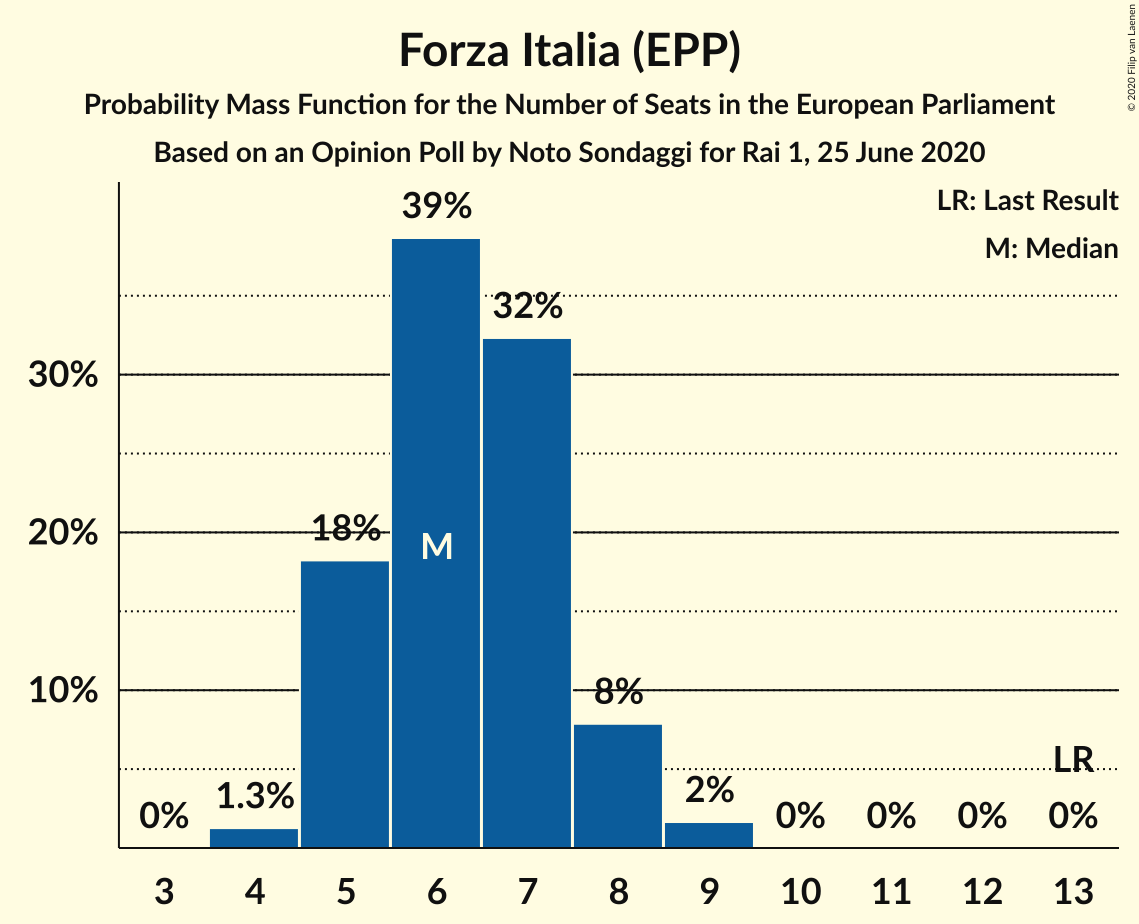 Forza Italia (EPP)
Probability Mass Function for the Number of Seats in the European Parliament
Based on an Opinion Poll by Noto Sondaggi for Rai 1, 25 June 2020
© 2020 Filip van Laenen
LR: Last Result
M: Median
39%
32%
30%
18%
20%
M
10%
8%
LR
0%
1.3%
2%
0%
0%
0%
0%
3 4 5 6 7 8 9 10 11 12 13